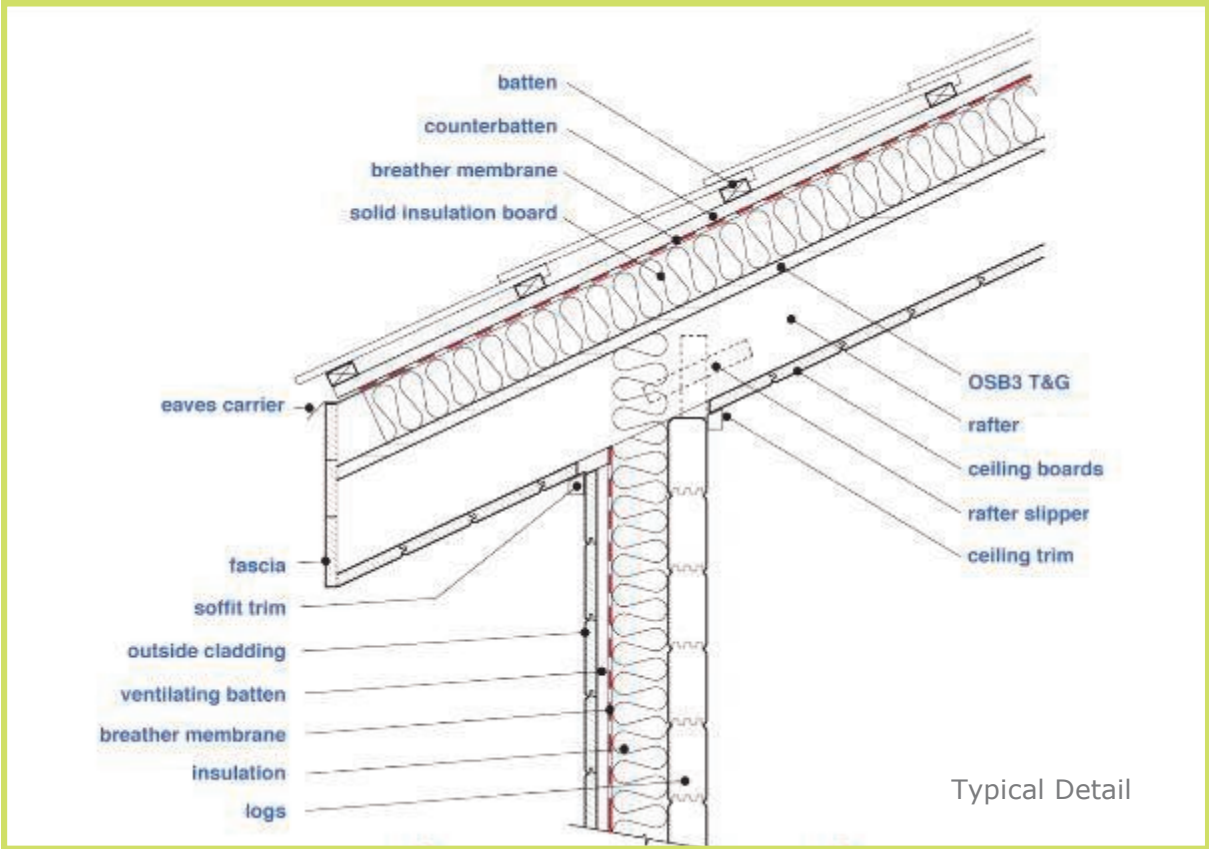 batten
counterbatten
breather membrane
solid insulation board
eaves carrier
fascia
soffit trim
outside cladding
ventilating batten
breather membrane
insulation
logs
OSB3 T&G
rafter
ceiling boards
rafter slipper
ceiling trim
Typical Detail